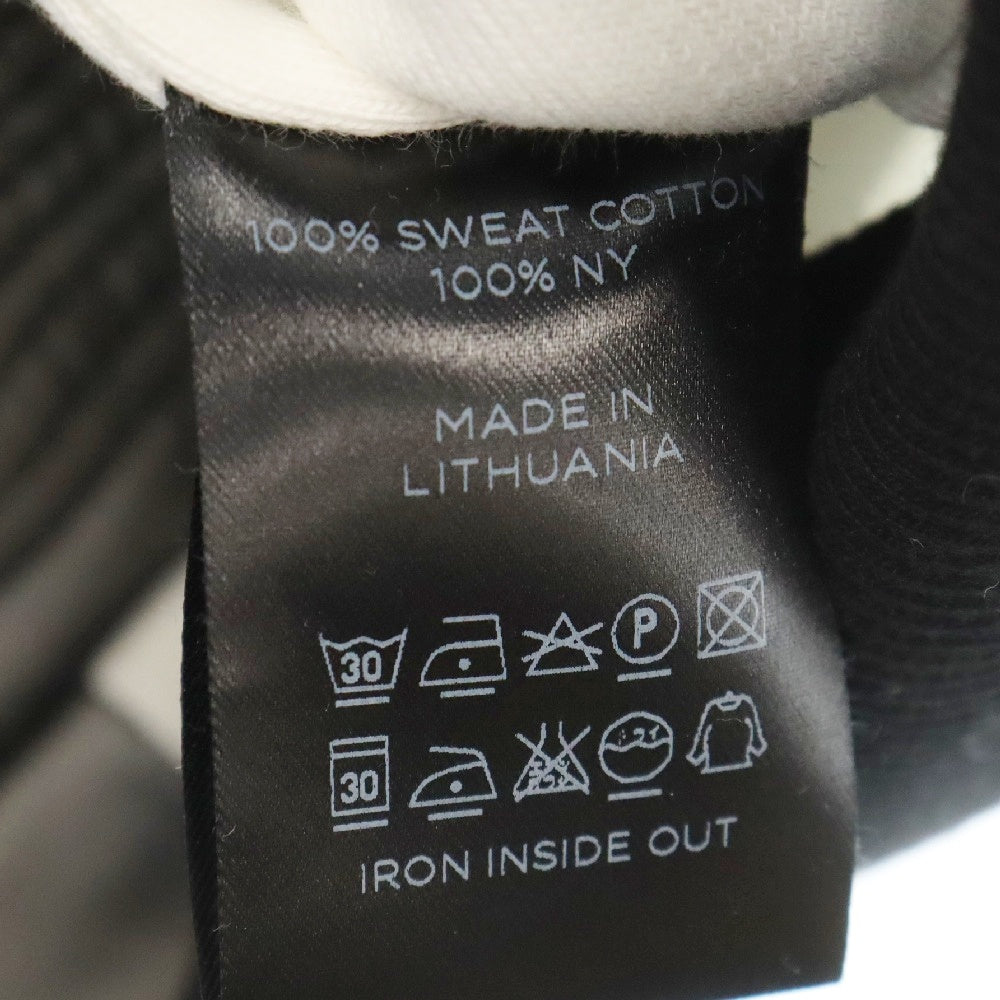 100% SWEAT COTTON
100% NY
MADE IN
LITHUANIA
30
P
30
IRON INSIDE OUT